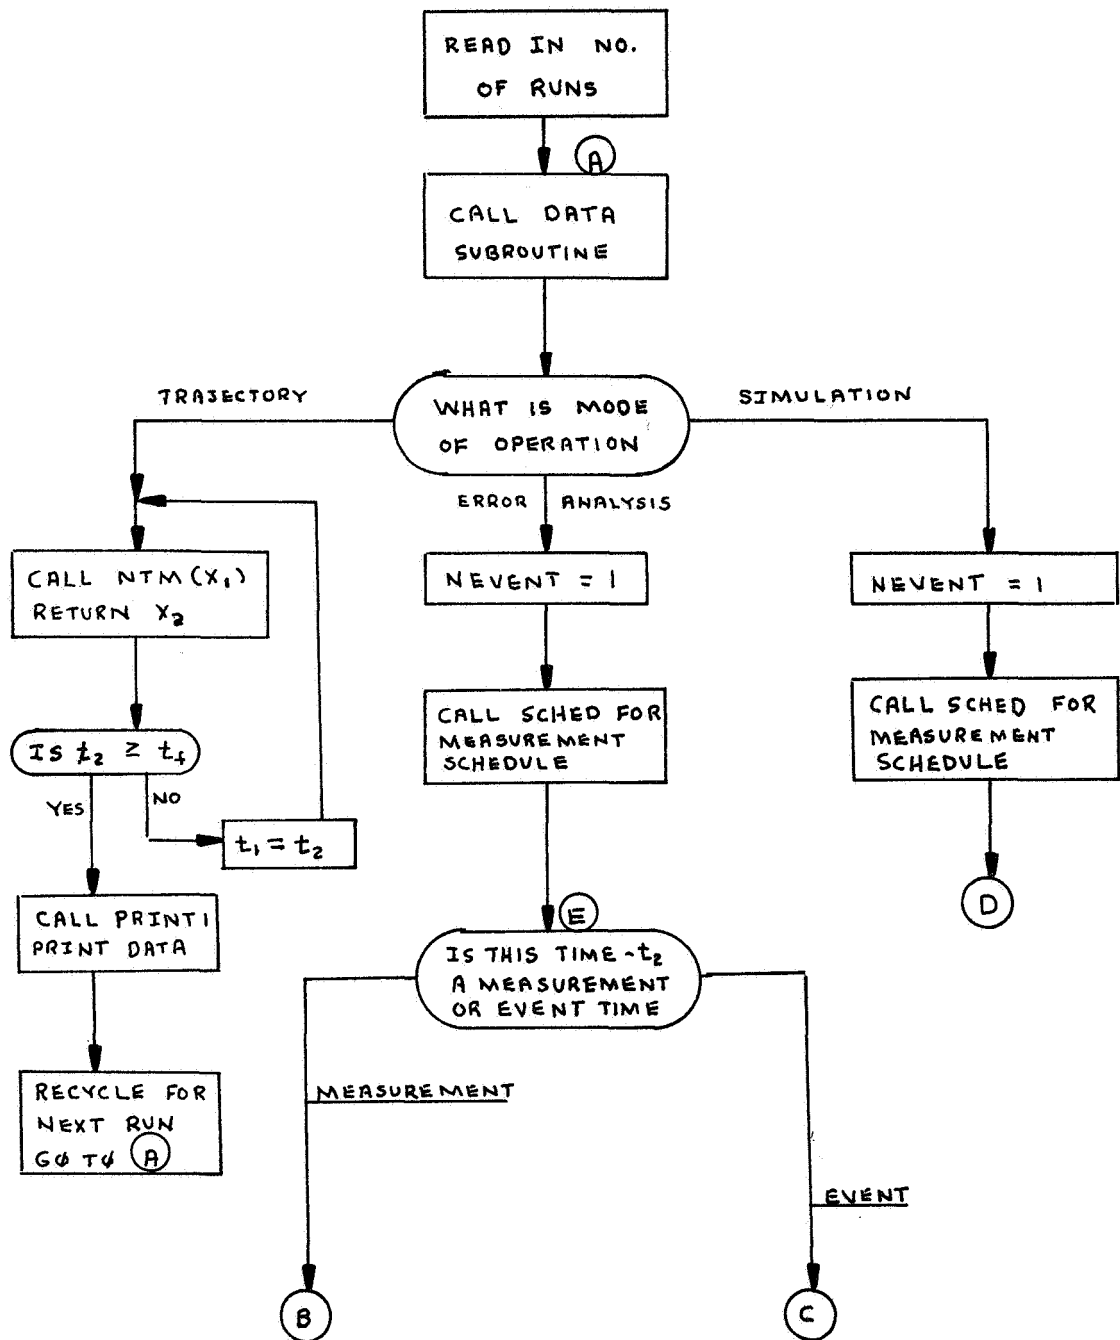 READ IN NO.
OF RUNS
A
CALL DATA
SUBROUTINE
WHAT IS MODE
OF OPERATION
TRAJECTORY
SIMULATION
ERROR ANALYSIS
CALL NTM(X₁)
RETURN X₂
NEVENT = 1
NEVENT = 1
IS t₂ ≥ t_f
YES
NO
t₁ = t₂
CALL SCHED FOR
MEASUREMENT
SCHEDULE
CALL SCHED FOR
MEASUREMENT
SCHEDULE
D
CALL PRINT1
PRINT DATA
E
IS THIS TIME - t₂
A MEASUREMENT
OR EVENT TIME
RECYCLE FOR
NEXT RUN
GØ TØ A
MEASUREMENT
EVENT
B
C